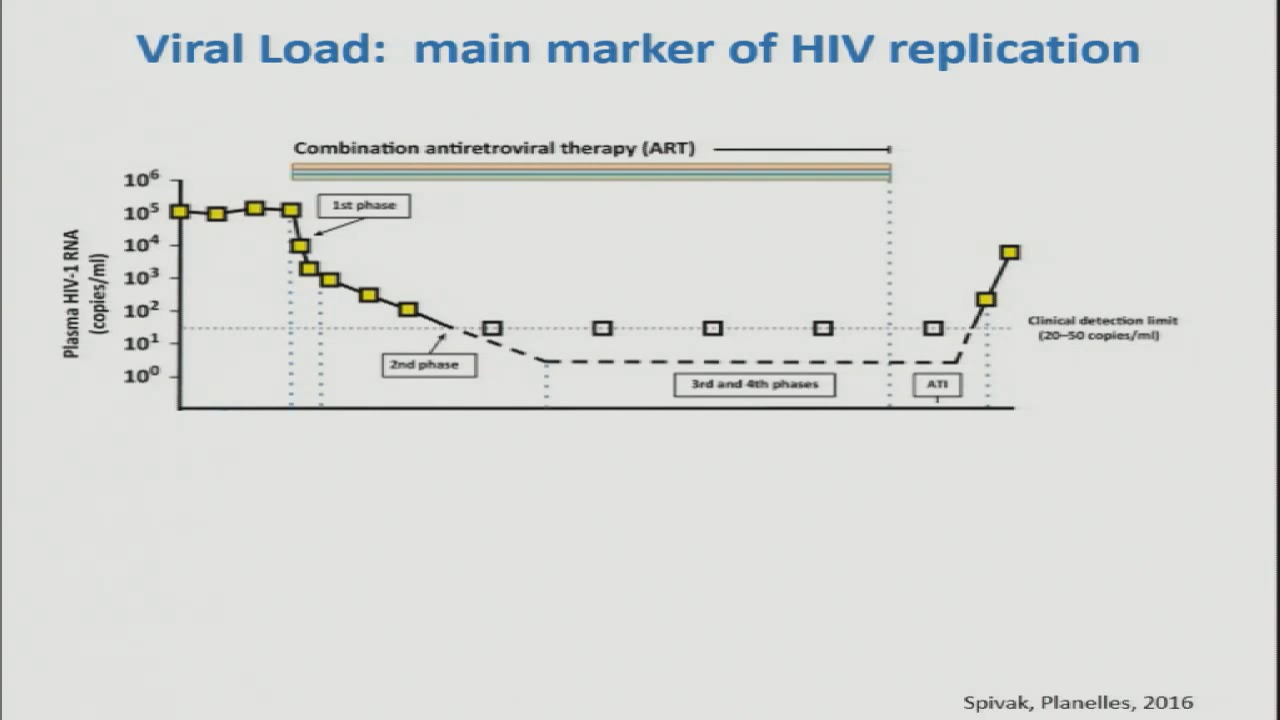 Viral Load: main marker of HIV replication
Combination antiretroviral therapy (ART)
10⁶
10⁵
10⁴
10³
10²
10¹
10⁰
Plasma HIV-1 RNA
(copies/ml)
1st phase
2nd phase
3rd and 4th phases
ATI
Clinical detection limit
(20–50 copies/ml)
Spivak, Planelles, 2016